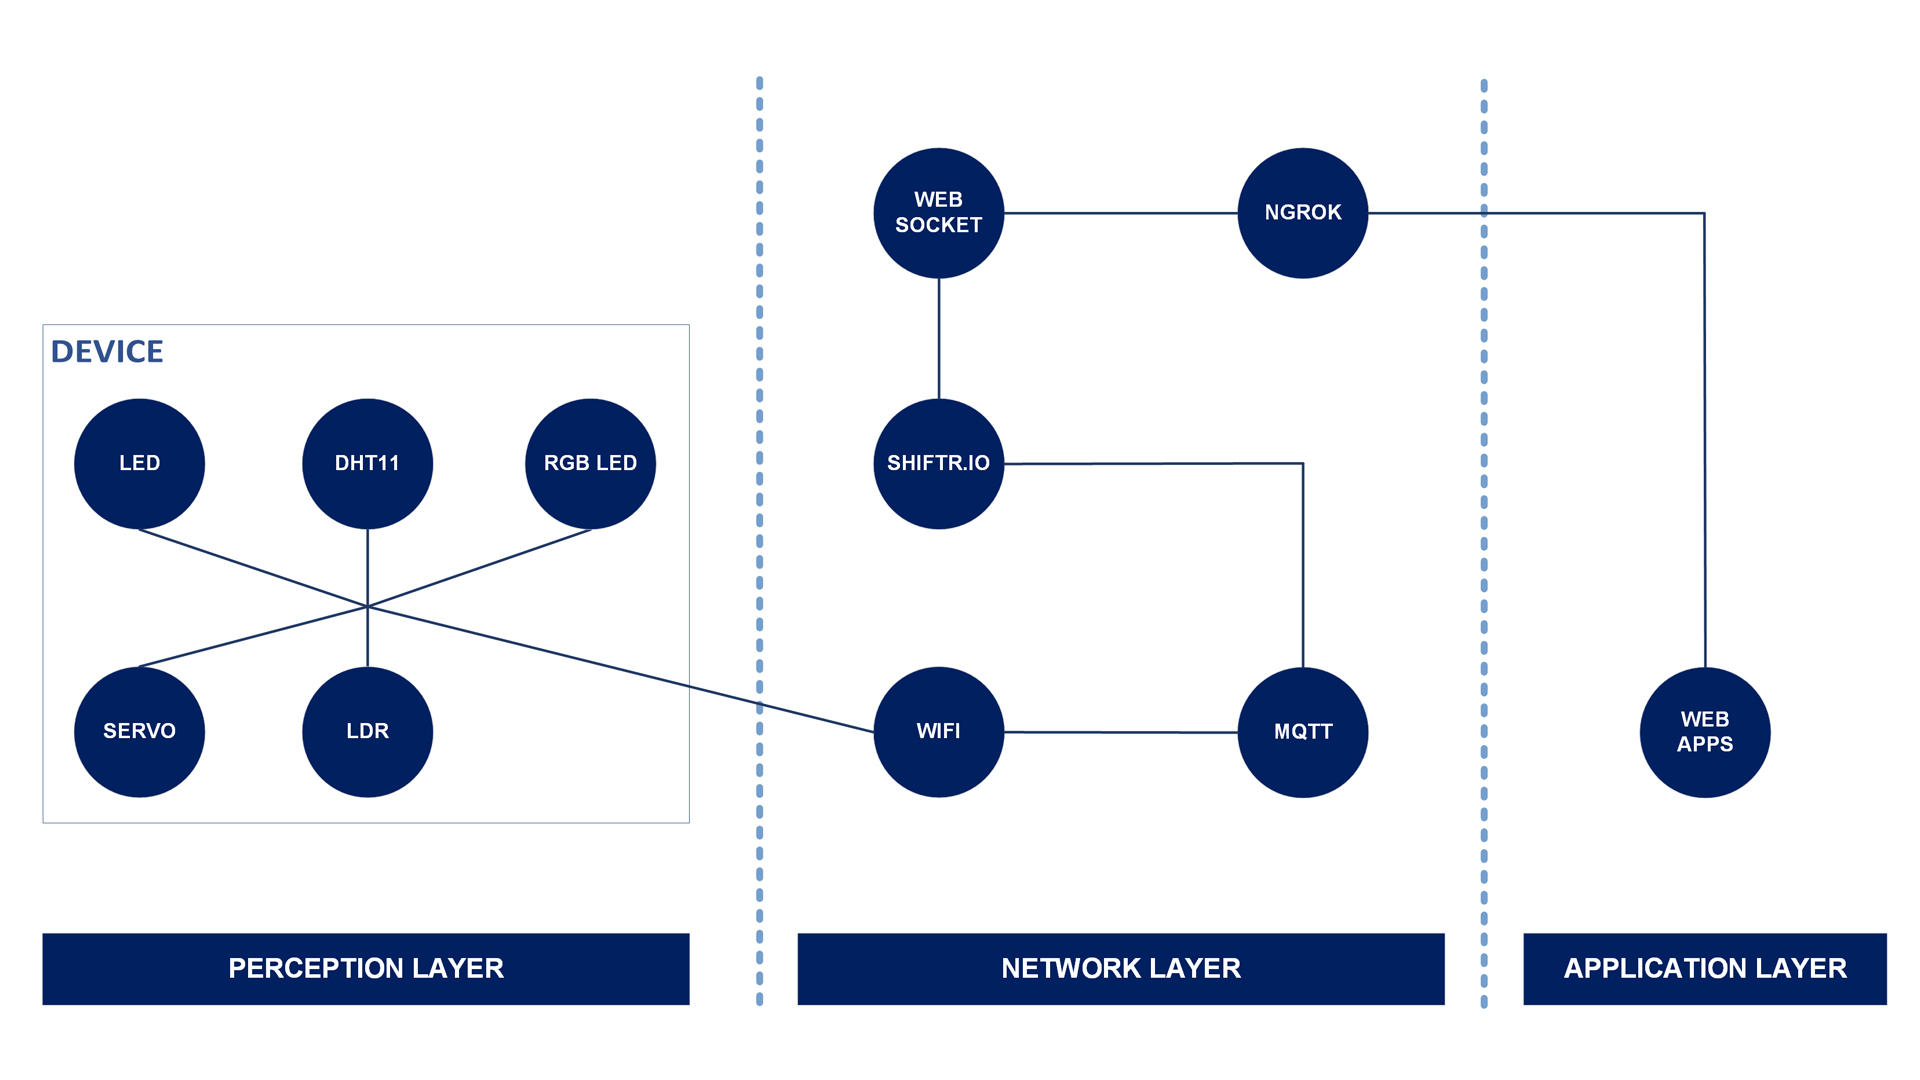 WEB
SOCKET
NGROK
DEVICE
LED
DHT11
RGB LED
SHIFTR.IO
SERVO
LDR
WIFI
MQTT
WEB
APPS
PERCEPTION LAYER
NETWORK LAYER
APPLICATION LAYER